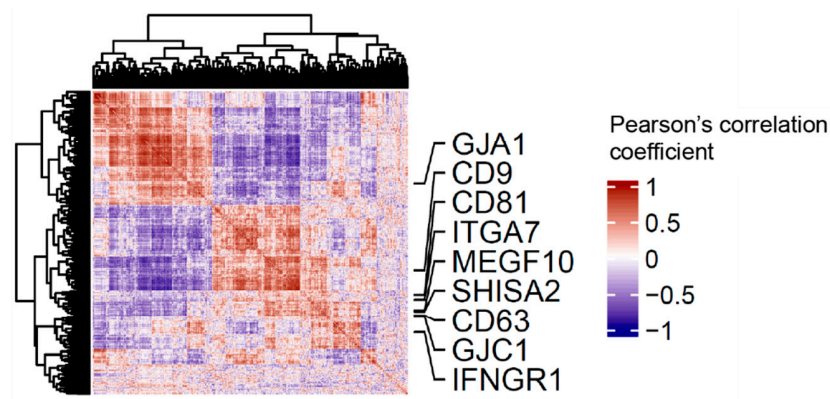 GJA1
CD9
CD81
ITGA7
MEGF10
SHISA2
CD63
GJC1
IFNGR1
Pearson's correlation
coefficient
1
0.5
0
−0.5
−1